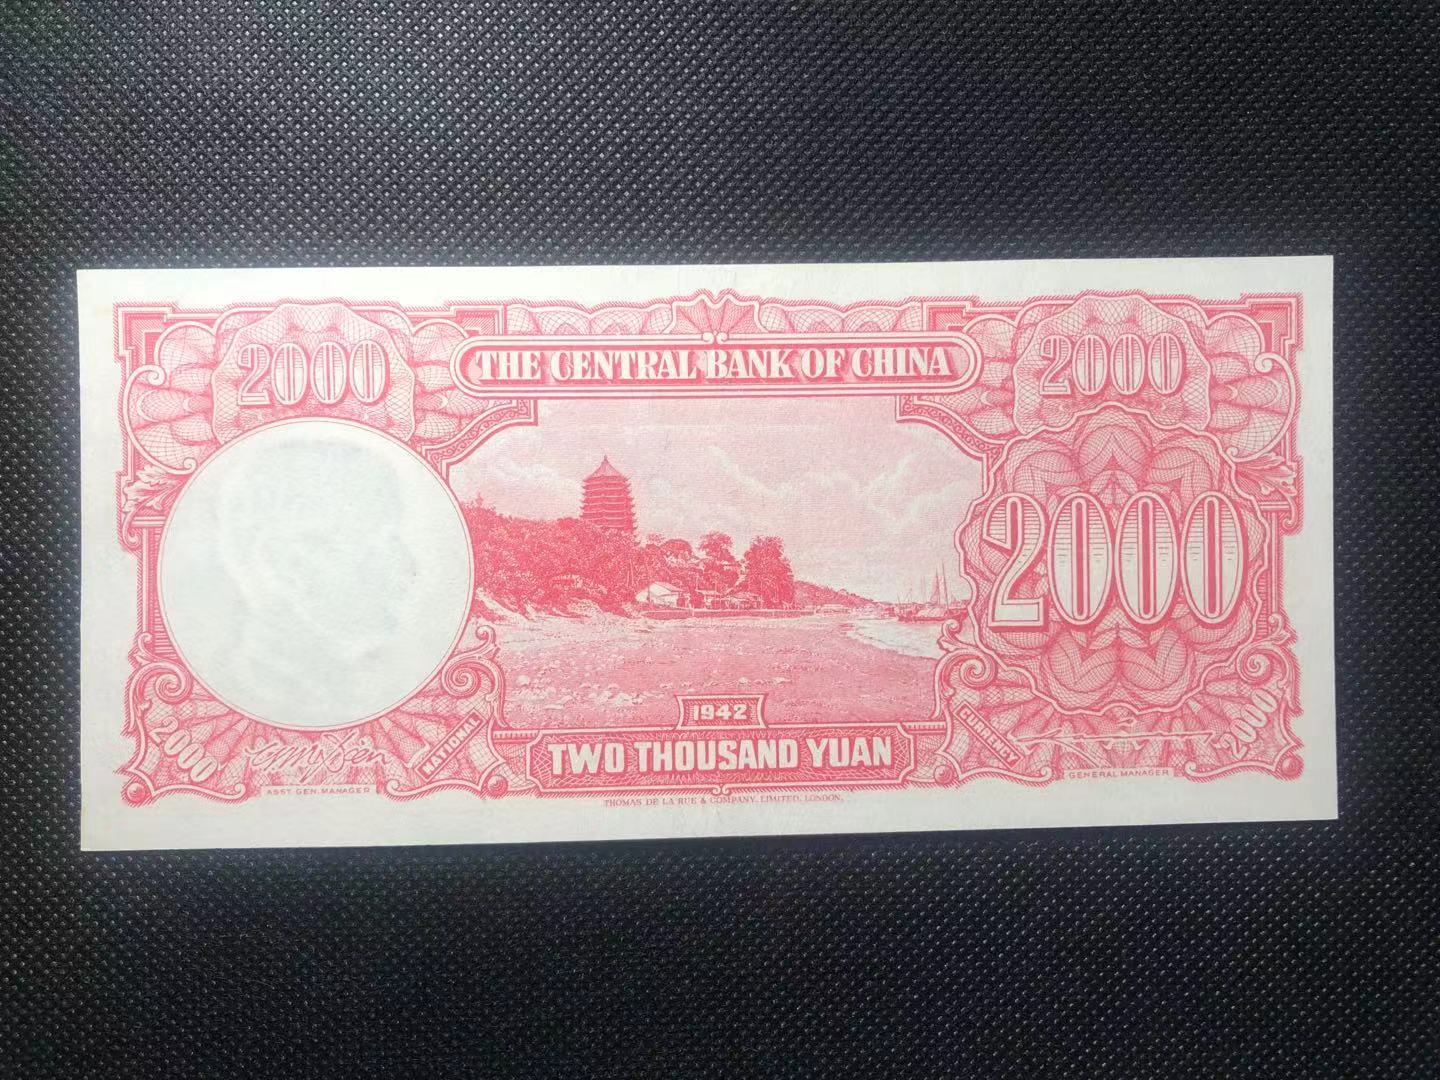 2000
THE CENTRAL BANK OF CHINA
2000
2000
1942
TWO THOUSAND YUAN
2000
NATIONAL
CURRENCY
2000
ASST GEN. MANAGER
GENERAL MANAGER
THOMAS DE LA RUE & COMPANY, LIMITED, LONDON.